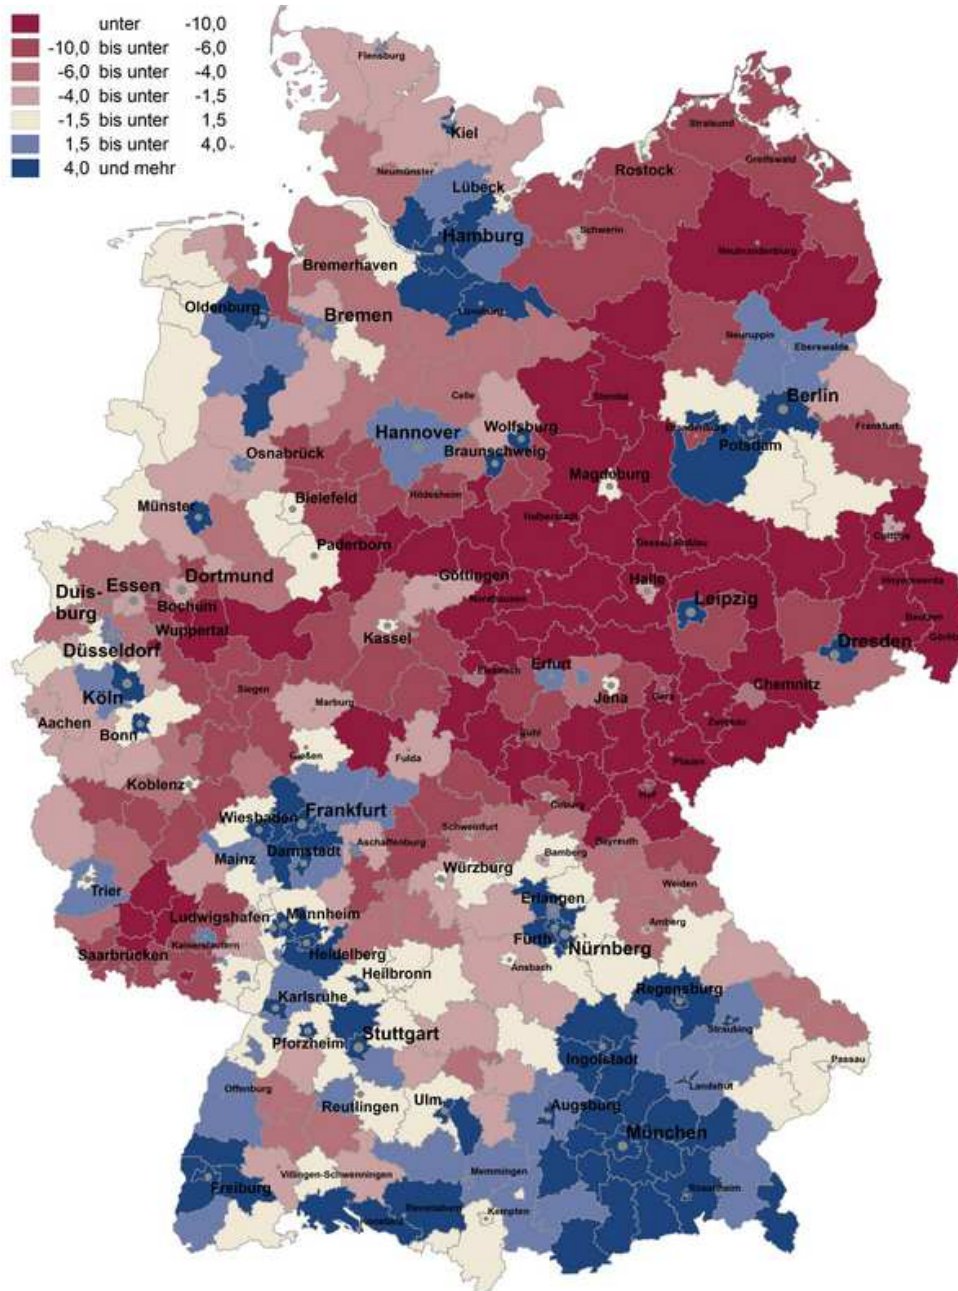 unter -10,0
-10,0 bis unter -6,0
-6,0 bis unter -4,0
-4,0 bis unter -1,5
-1,5 bis unter 1,5
1,5 bis unter 4,0
4,0 und mehr
Flensburg
Kiel
Stralsund
Greifswald
Neumünster
Rostock
Lübeck
Hamburg
Schwerin
Neubrandenburg
Bremerhaven
Oldenburg
Lüneburg
Bremen
Neuruppin
Eberswalde
Celle
Stendal
Berlin
Hannover
Wolfsburg
Brandenburg
Frankfurt
Potsdam
Osnabrück
Braunschweig
Magdeburg
Bielefeld
Hildesheim
Münster
Halberstadt
Cottbus
Paderborn
Dessau-Roßlau
Duis-
burg
Essen
Dortmund
Göttingen
Halle
Hoyerswerda
Bochum
Nordhausen
Leipzig
Bautzen
Wuppertal
Kassel
Görlitz
Düsseldorf
Dresden
Eisenach
Erfurt
Köln
Siegen
Marburg
Jena
Gera
Chemnitz
Aachen
Bonn
Zwickau
Suhl
Gießen
Fulda
Plauen
Koblenz
Hof
Coburg
Wiesbaden
Frankfurt
Schweinfurt
Aschaffenburg
Bayreuth
Mainz
Darmstadt
Bamberg
Würzburg
Trier
Weiden
Erlangen
Ludwigshafen
Mannheim
Amberg
Kaiserslautern
Fürth
Saarbrücken
Heidelberg
Nürnberg
Ansbach
Heilbronn
Karlsruhe
Regensburg
Straubing
Pforzheim
Stuttgart
Ingolstadt
Passau
Offenburg
Landshut
Reutlingen
Ulm
Augsburg
München
Villingen-Schwenningen
Memmingen
Freiburg
Rosenheim
Ravensburg
Kempten
Konstanz